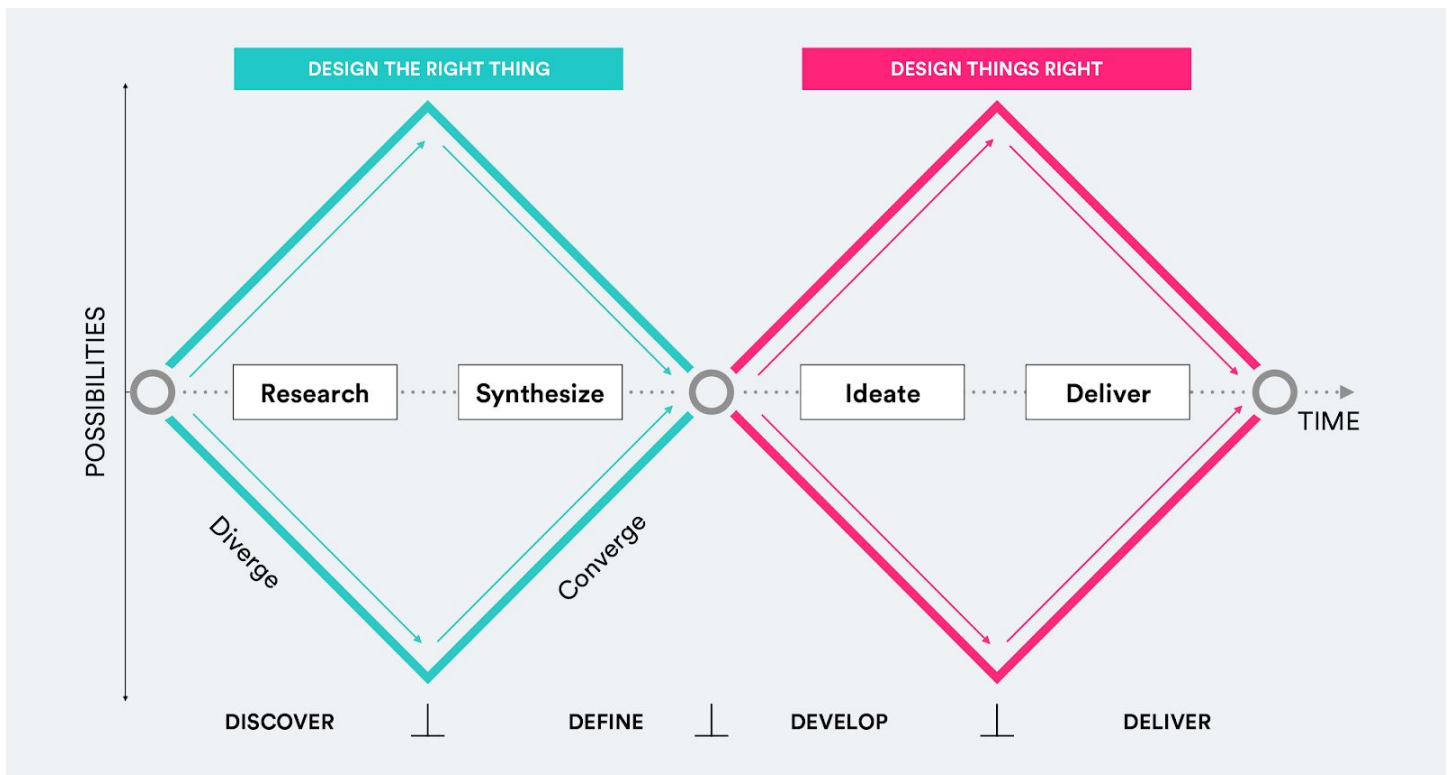 DESIGN THE RIGHT THING
DESIGN THINGS RIGHT
POSSIBILITIES
Research
Synthesize
Ideate
Deliver
TIME
Diverge
Converge
DISCOVER
DEFINE
DEVELOP
DELIVER